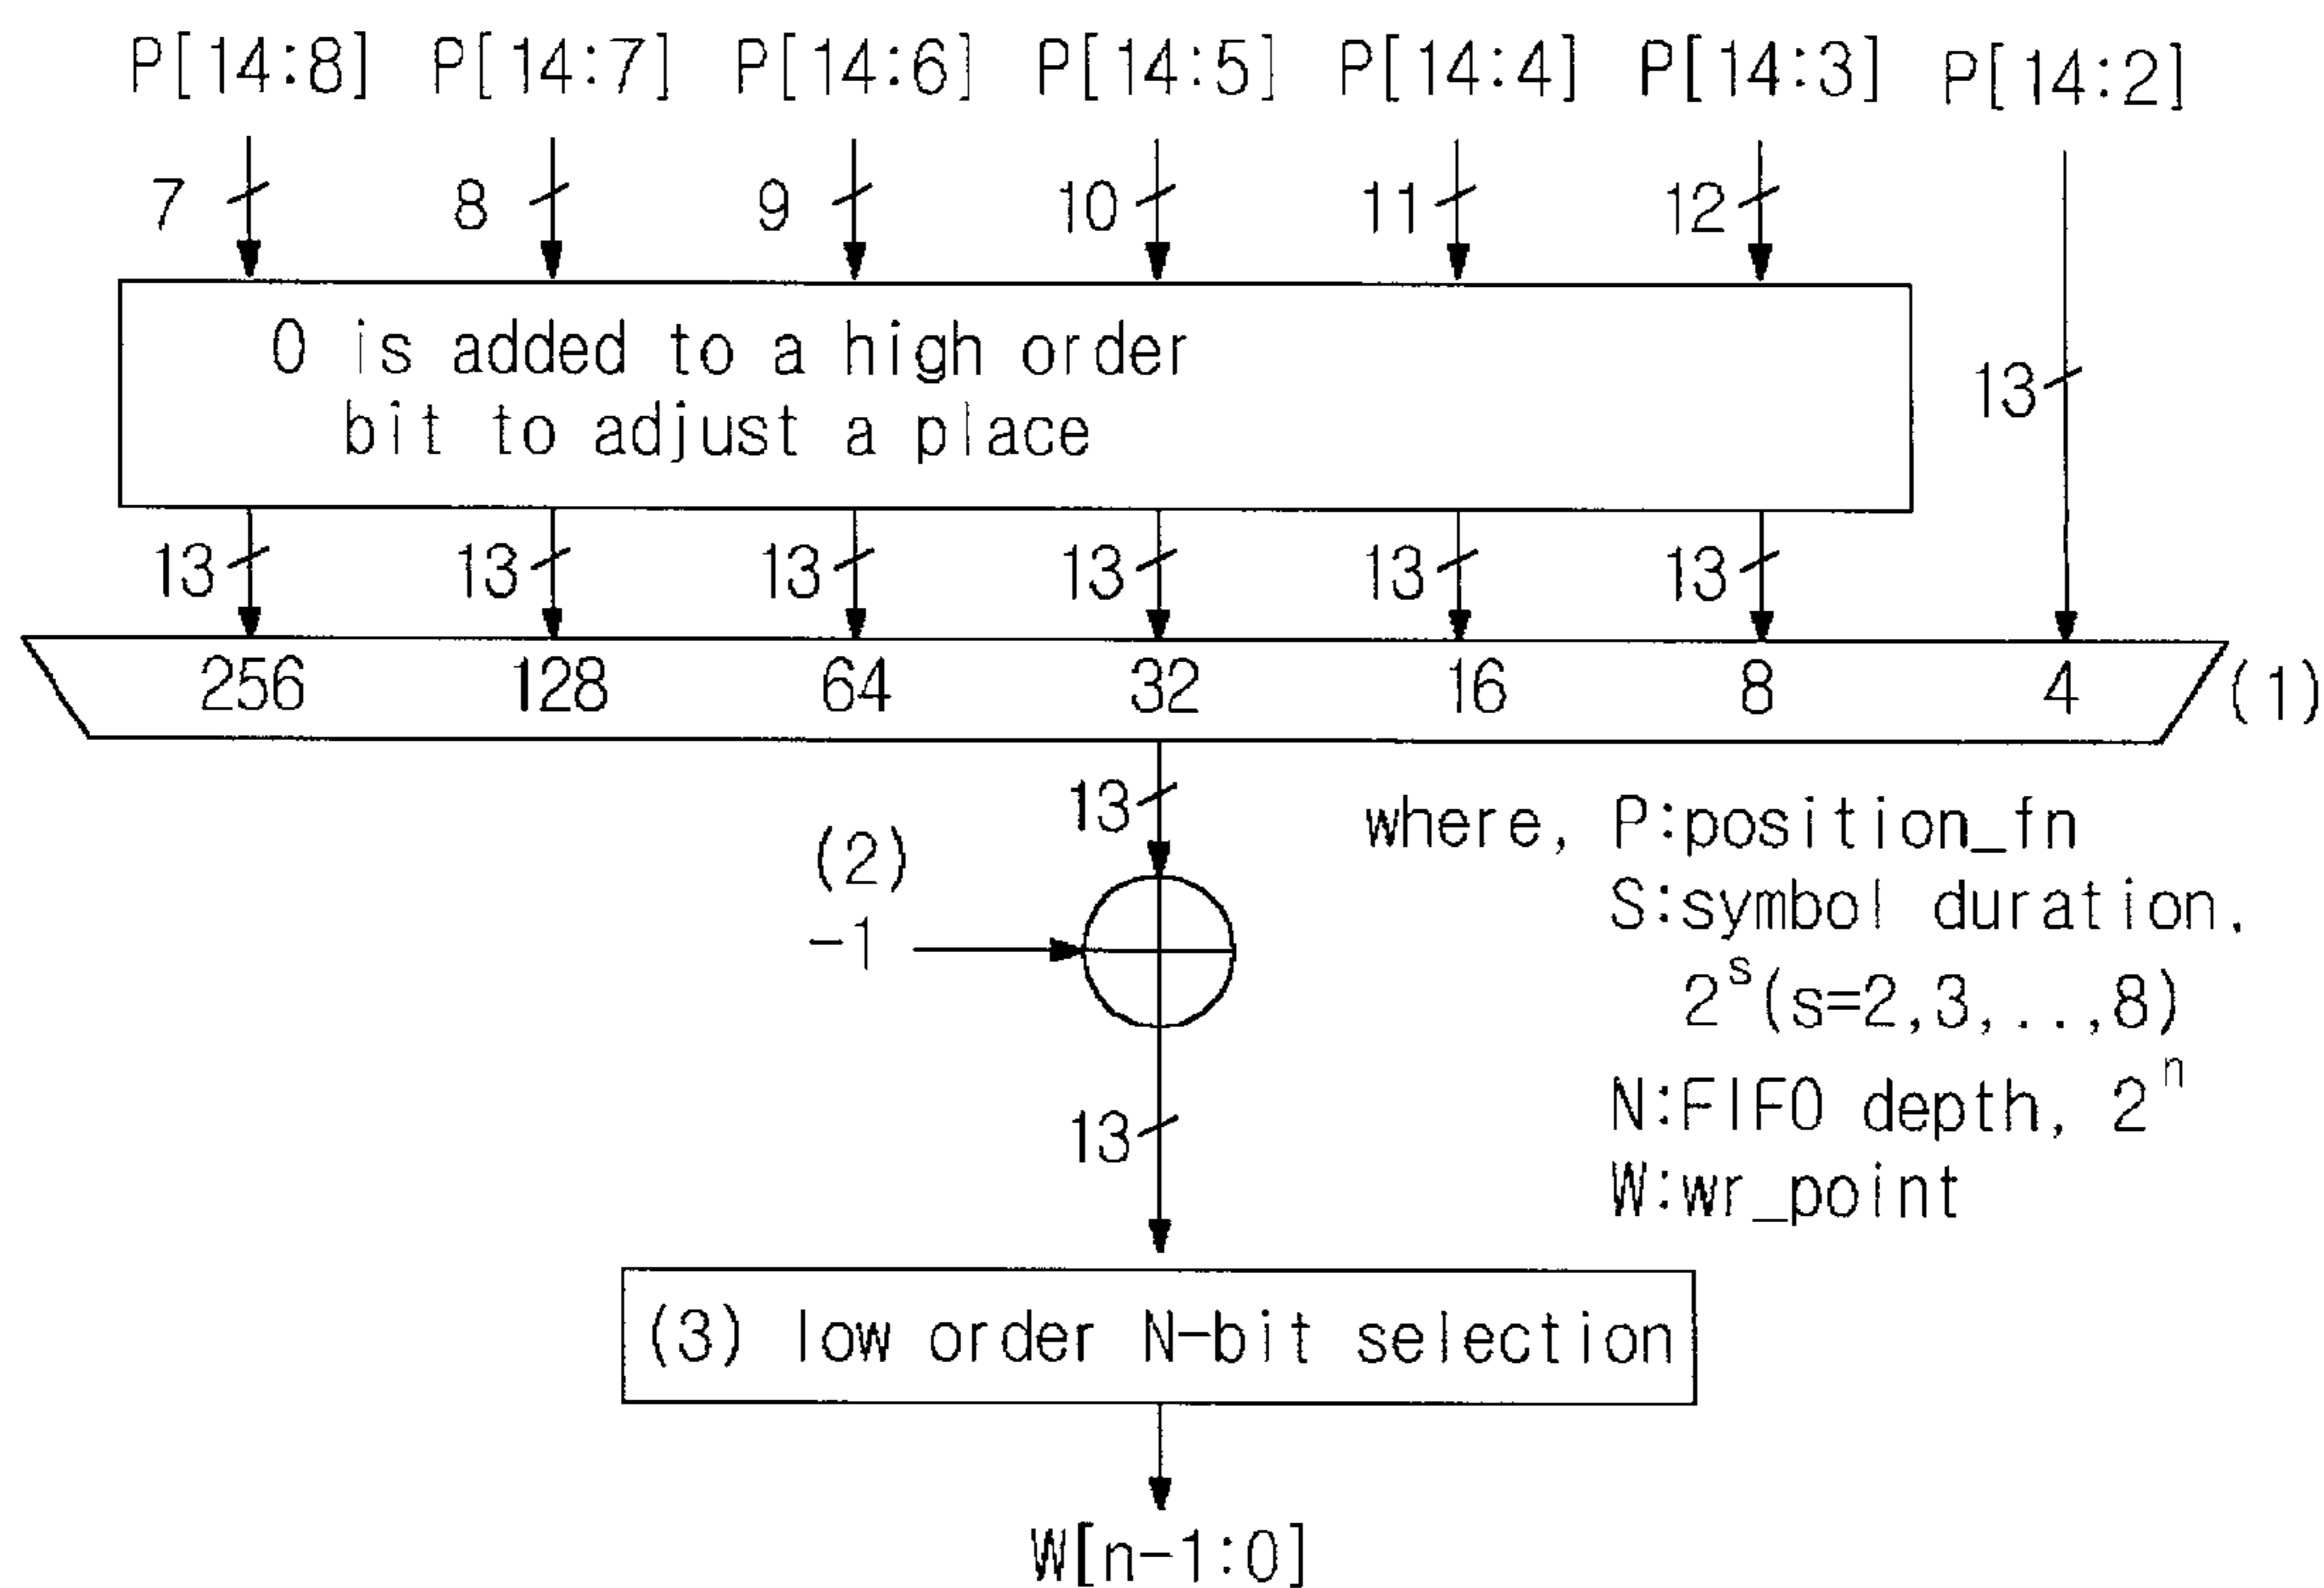 P[14:8] P[14:7] P[14:6] P[14:5] P[14:4] P[14:3] P[14:2]
7 8 9 10 11 12
0 is added to a high order
bit to adjust a place
13
13 13 13 13 13 13
256 128 64 32 16 8 4 (1)
13
(2)
-1
where, P:position_fn
S:symbol duration,
2^s(s=2,3,..,8)
N:FIFO depth, 2^n
W:wr_point
13
(3) low order N-bit selection
W[n-1:0]